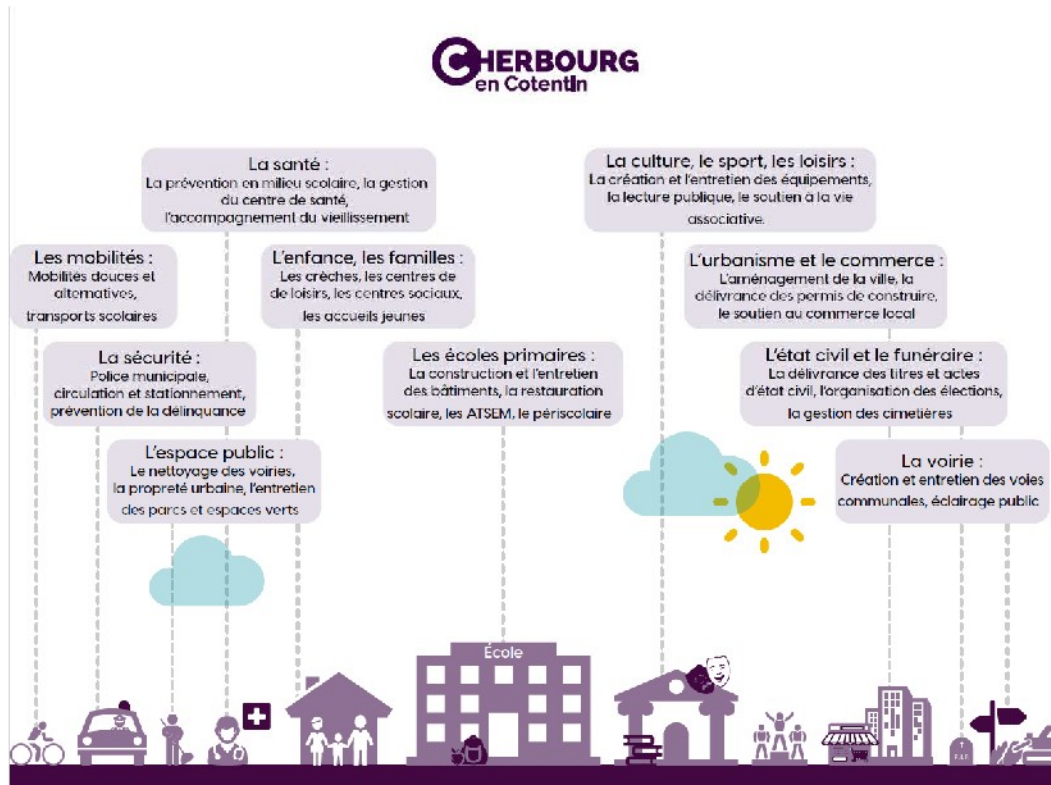 CHERBOURG
en Cotentin
La santé :
La prévention en milieu scolaire, la gestion
du centre de santé,
l'accompagnement du vieillissement
La culture, le sport, les loisirs :
La création et l'entretien des équipements,
la lecture publique, le soutien à la vie
associative.
Les mobilités :
Mobilités douces et
alternatives,
transports scolaires
L'enfance, les familles :
Les crèches, les centres de
de loisirs, les centres sociaux,
les accueils jeunes
L'urbanisme et le commerce :
L'aménagement de la ville, la
délivrance des permis de construire,
le soutien au commerce local
La sécurité :
Police municipale,
circulation et stationnement,
prévention de la délinquance
Les écoles primaires :
La construction et l'entretien
des bâtiments, la restauration
scolaire, les ATSEM, le périscolaire
L'état civil et le funéraire :
La délivrance des titres et actes
d'état civil, l'organisation des élections,
la gestion des cimetières
L'espace public :
Le nettoyage des voiries,
la propreté urbaine, l'entretien
des parcs et espaces verts
La voirie :
Création et entretien des voies
communales, éclairage public
École